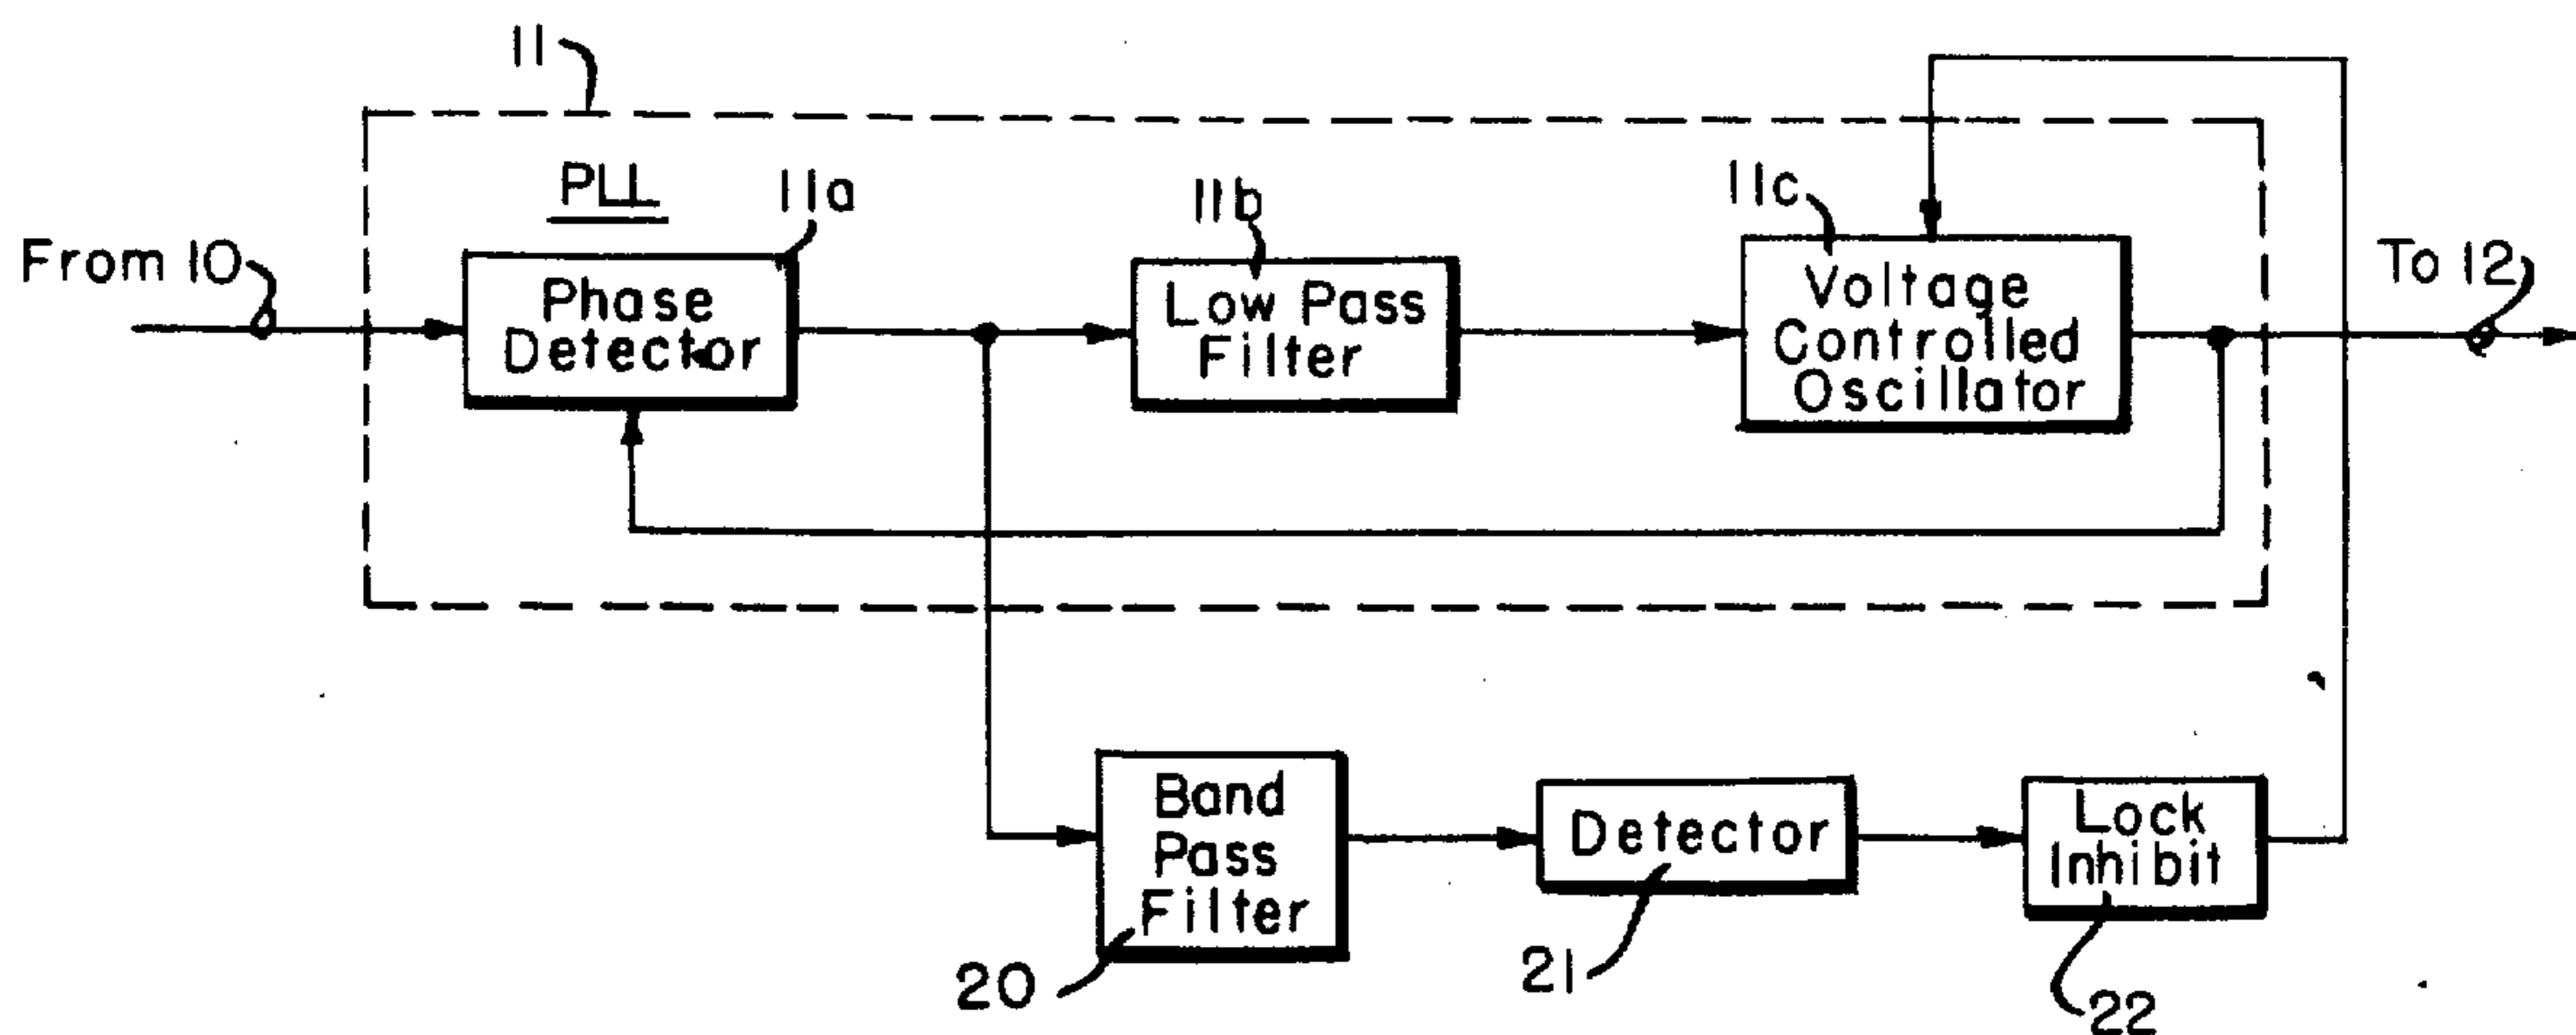 11
PLL
11a
11b
11c
From 10
Phase
Detector
Low Pass
Filter
Voltage
Controlled
Oscillator
To 12
Band
Pass
Filter
Detector
Lock
Inhibit
20
21
22